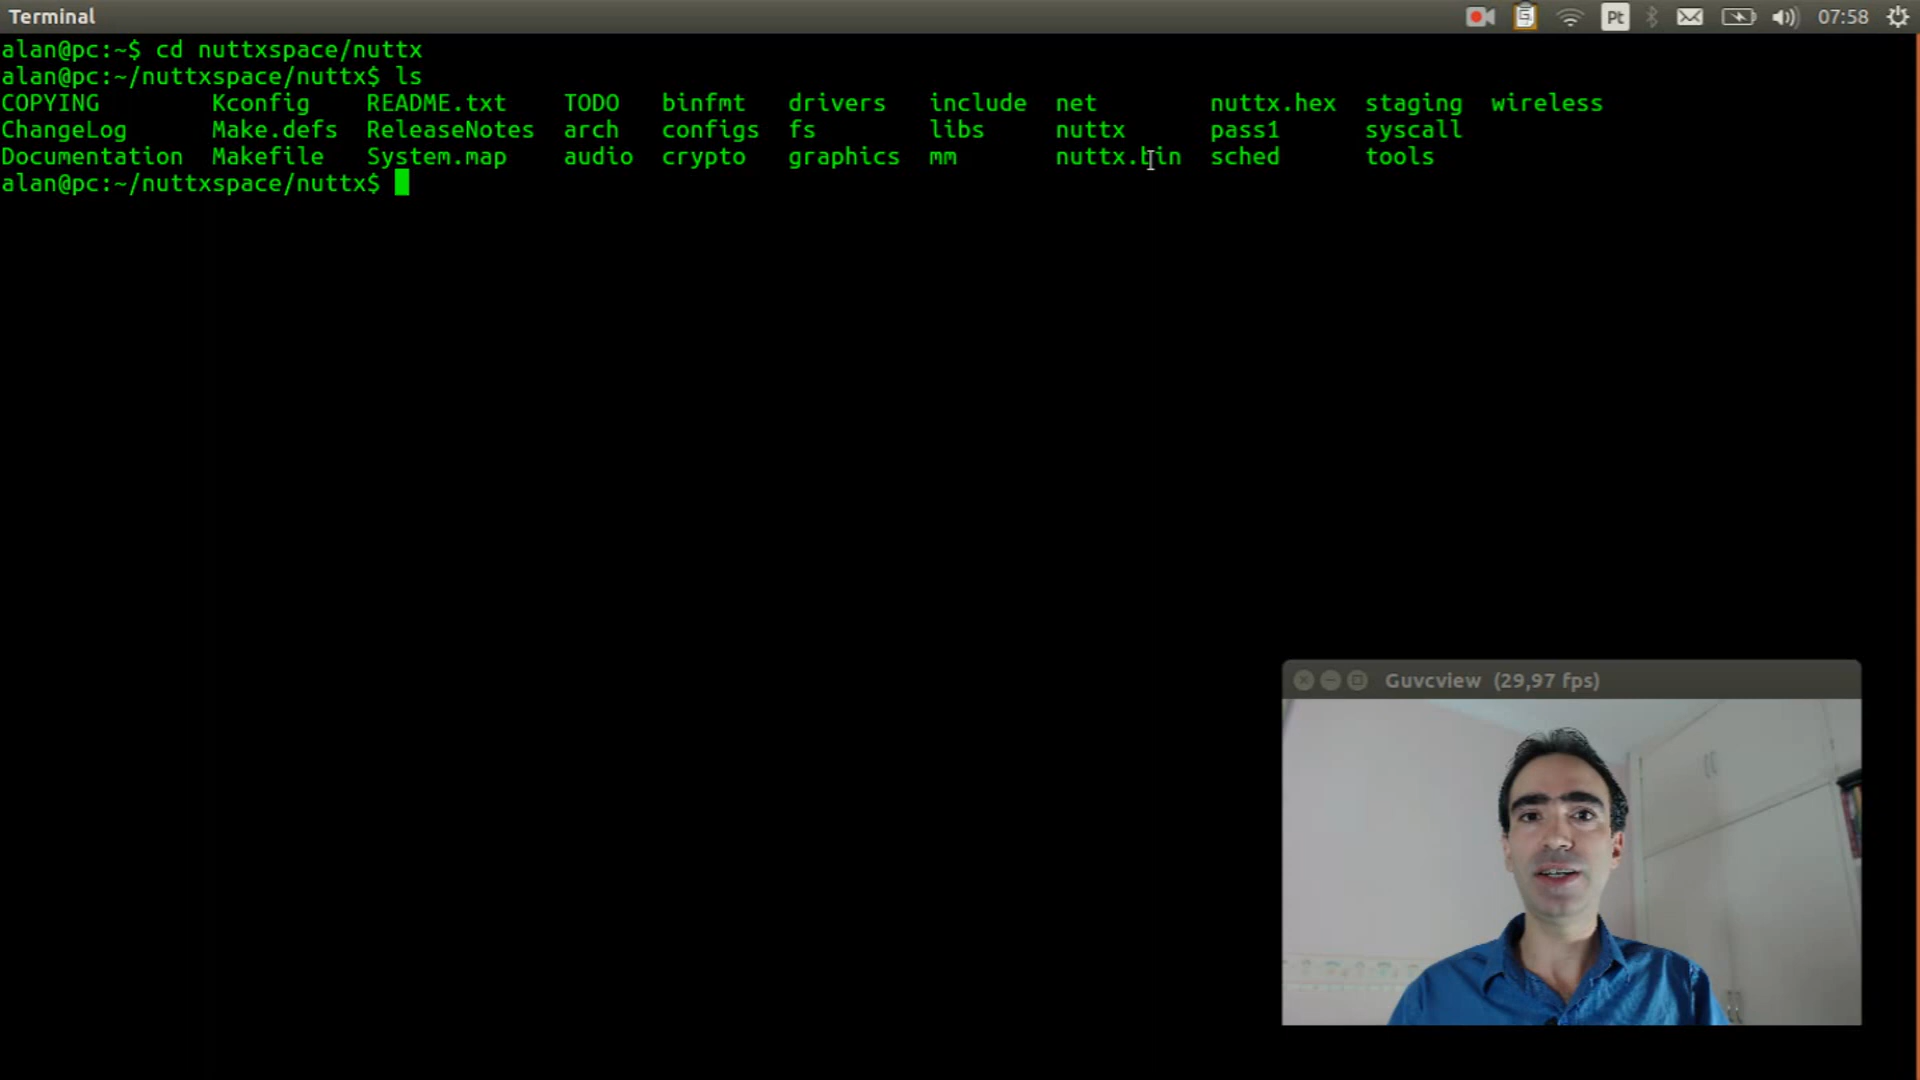 Terminal
Pt
07:58
alan@pc:~$ cd nuttxspace/nuttx
alan@pc:~/nuttxspace/nuttx$ ls
COPYING Kconfig README.txt TODO binfmt drivers include net nuttx.hex staging wireless
ChangeLog Make.defs ReleaseNotes arch configs fs libs nuttx pass1 syscall
Documentation Makefile System.map audio crypto graphics mm nuttx.bin sched tools
alan@pc:~/nuttxspace/nuttx$
Guvcview (29,97 fps)